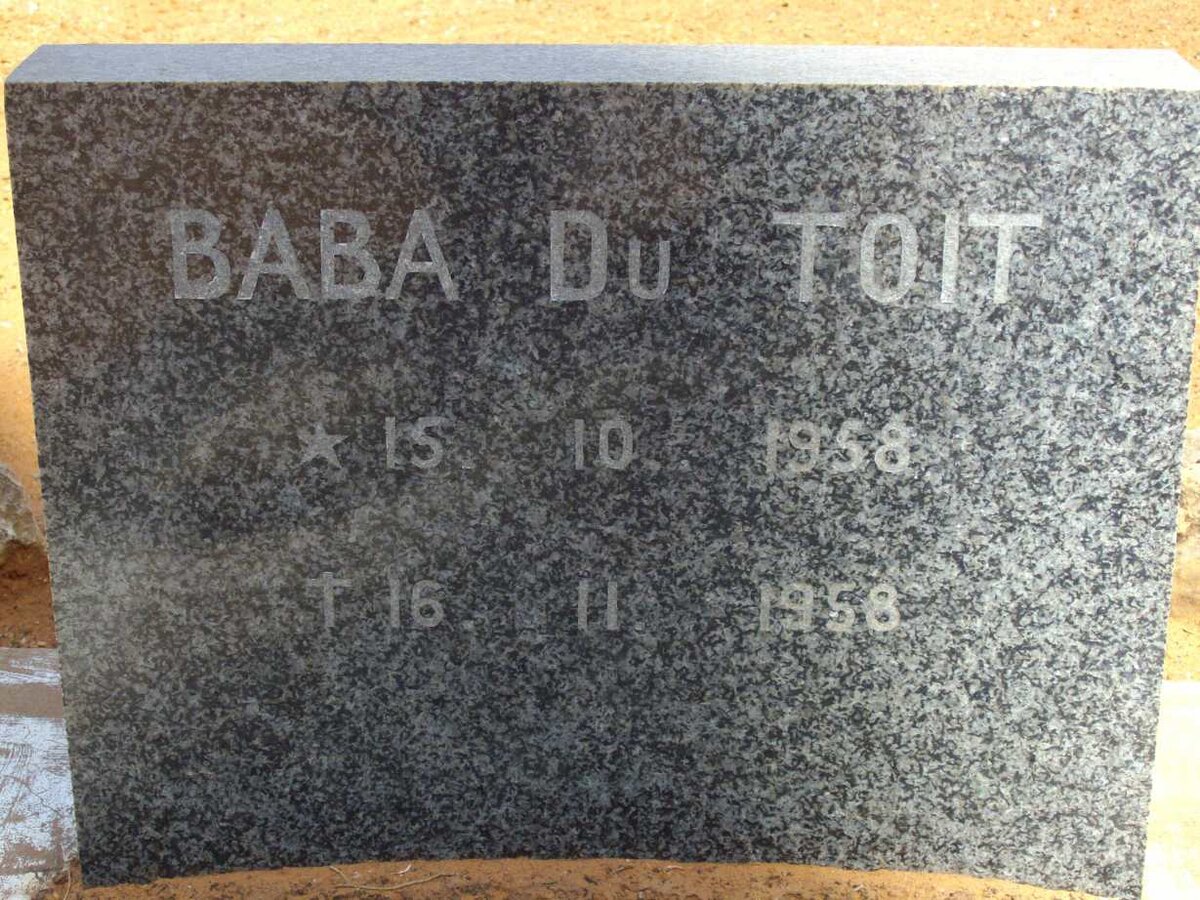 BABA Du TOIT
★ 15. 10. 1958
† 16. 11. 1958